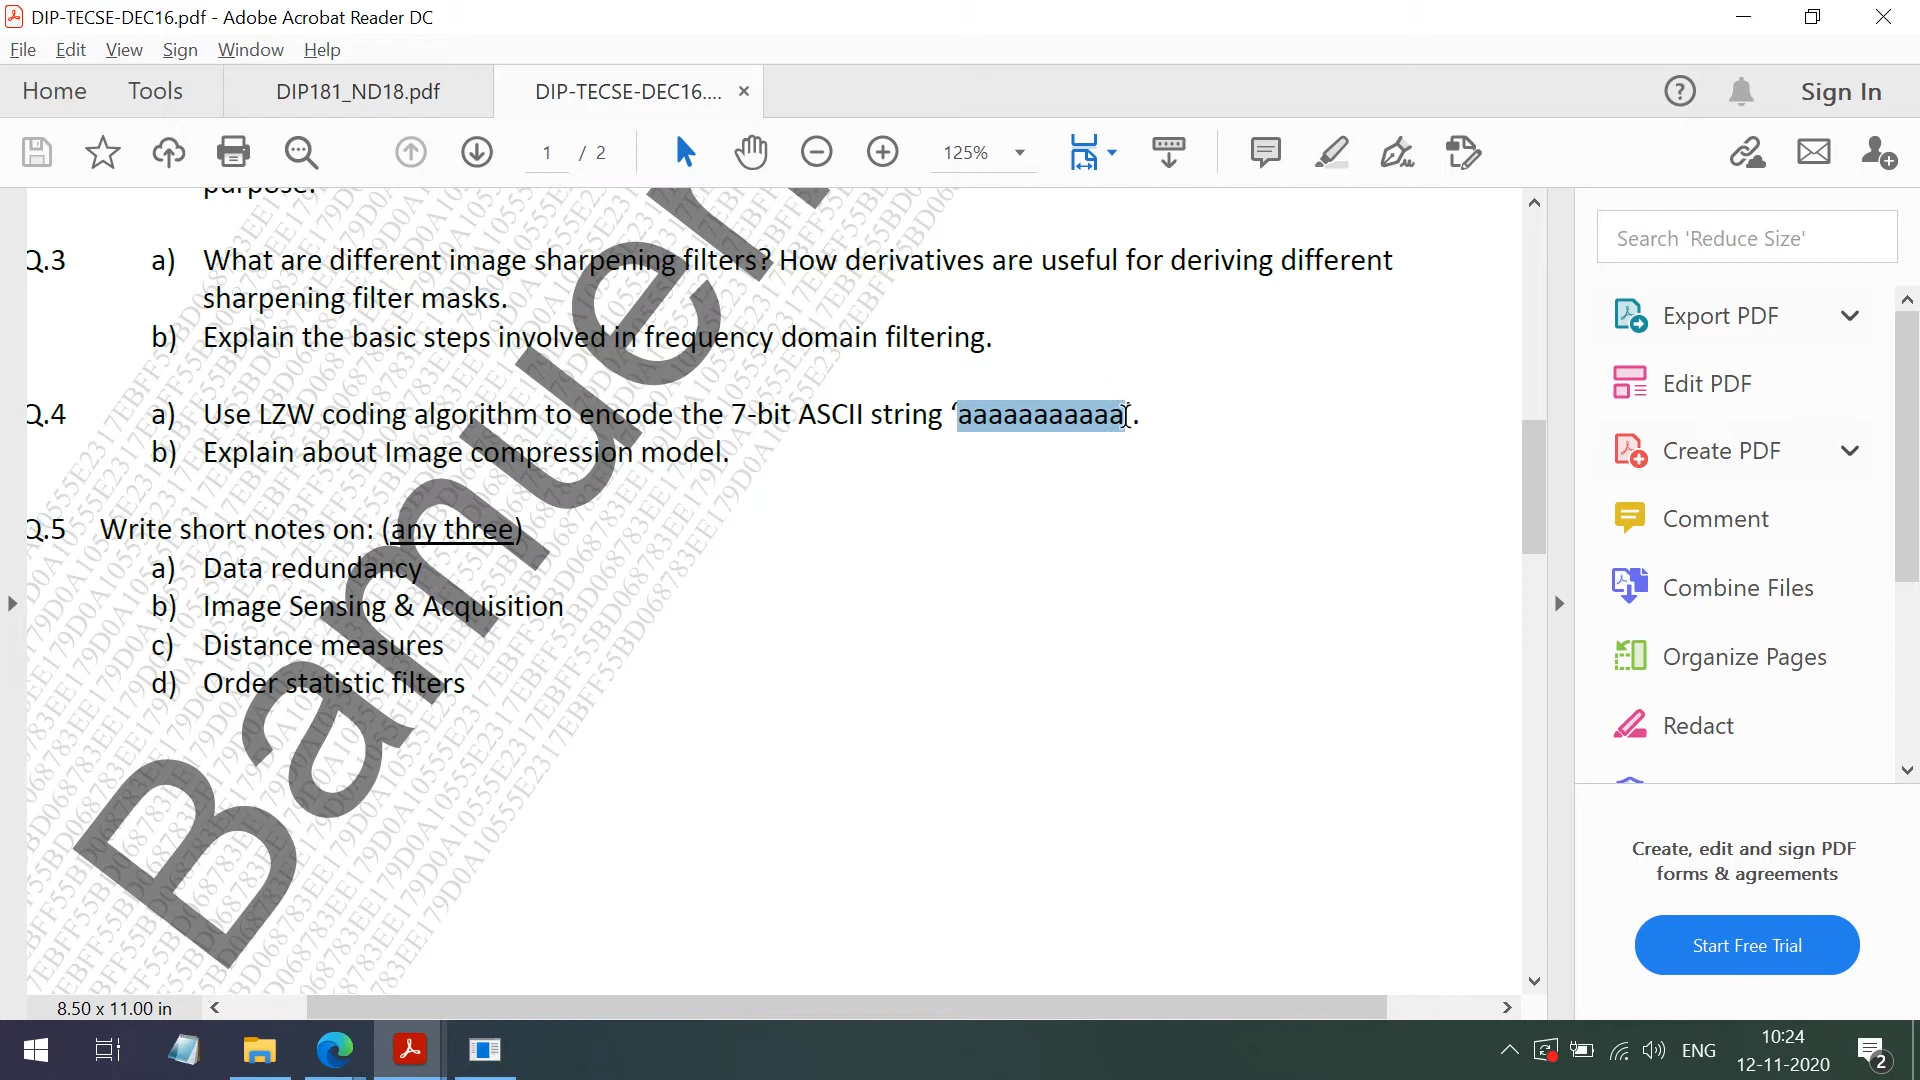 DIP-TECSE-DEC16.pdf - Adobe Acrobat Reader DC
File Edit View Sign Window Help
Home Tools DIP181_ND18.pdf DIP-TECSE-DEC16.... × Sign In
1 / 2 125%
purpose.
Q.3 a) What are different image sharpening filters? How derivatives are useful for deriving different
sharpening filter masks.
b) Explain the basic steps involved in frequency domain filtering.
Q.4 a) Use LZW coding algorithm to encode the 7-bit ASCII string ‘aaaaaaaaaaa’.
b) Explain about Image compression model.
Q.5 Write short notes on: (any three)
a) Data redundancy
b) Image Sensing & Acquisition
c) Distance measures
d) Order statistic filters
Bamuer
Search 'Reduce Size'
Export PDF
Edit PDF
Create PDF
Comment
Combine Files
Organize Pages
Redact
Create, edit and sign PDF
forms & agreements
Start Free Trial
8.50 x 11.00 in
ENG
10:24
12-11-2020
2